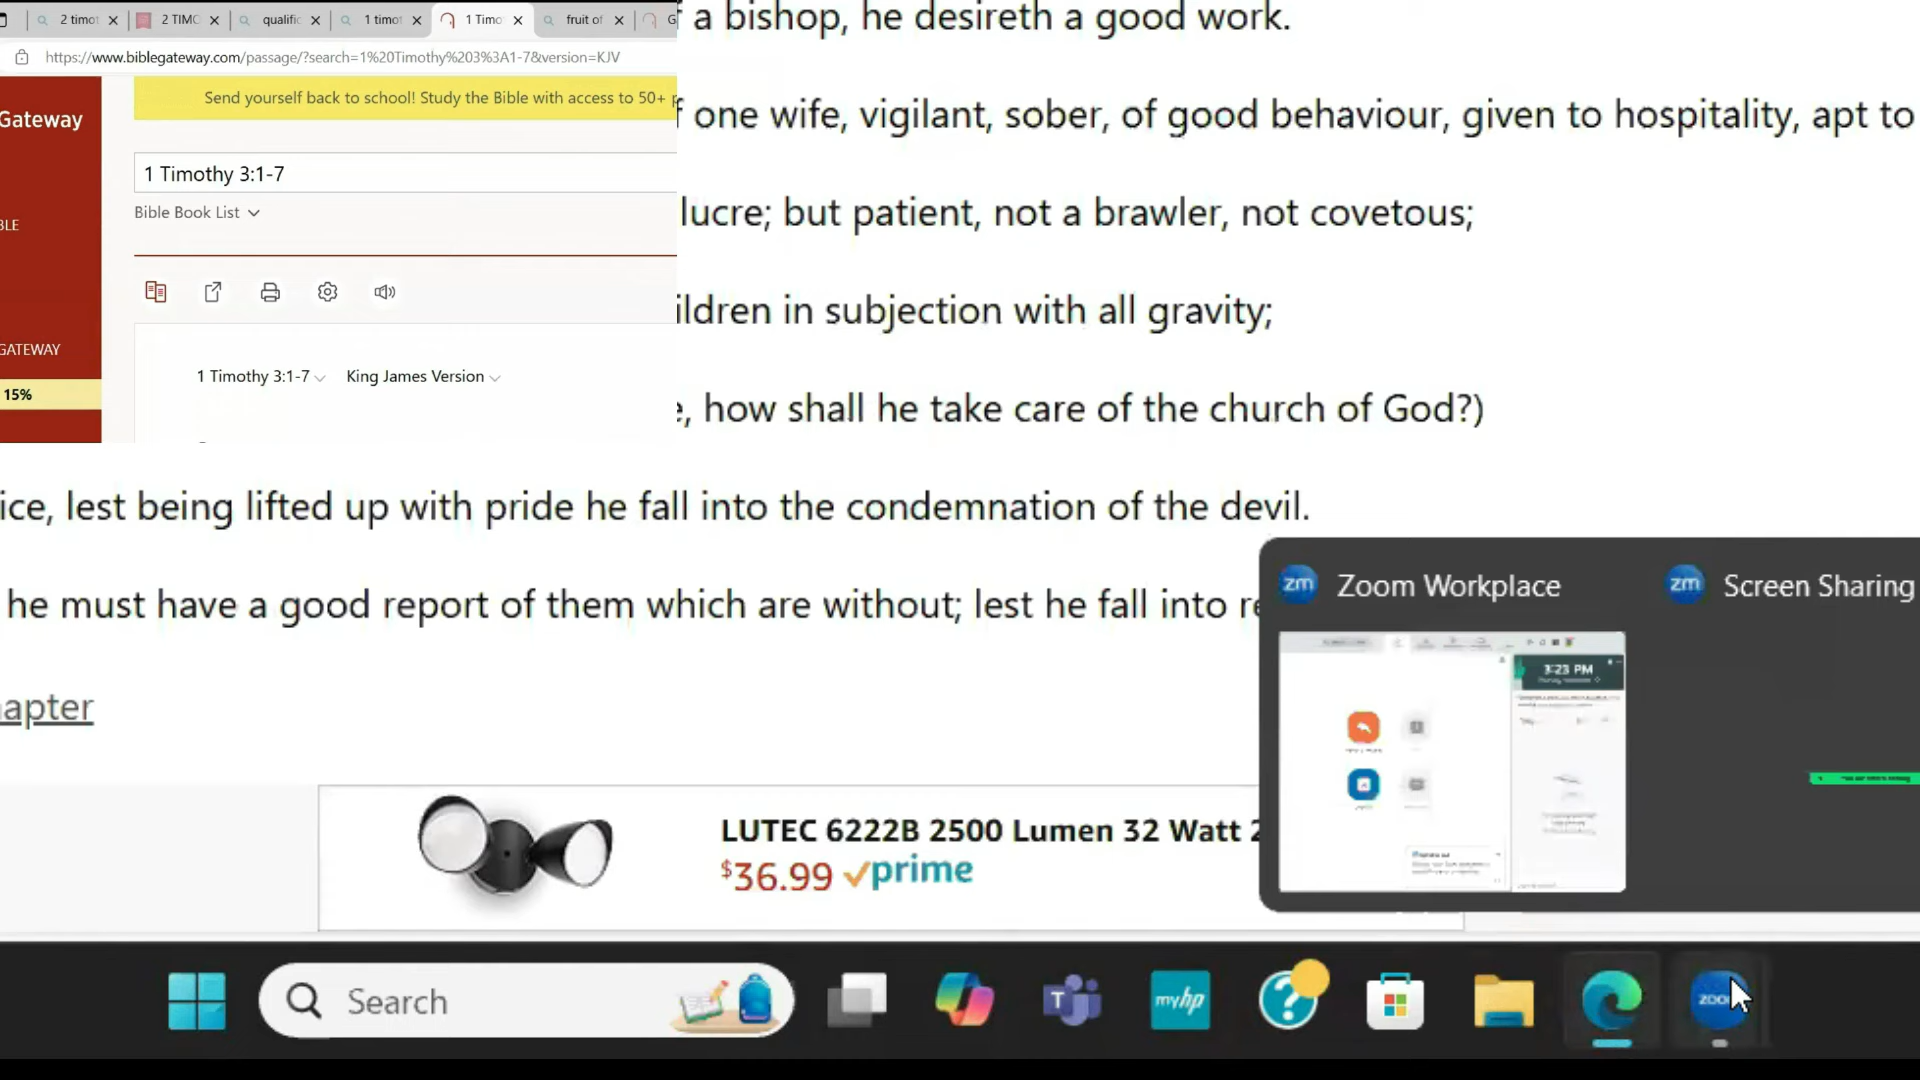 2 timot
2 TIMC
qualific
1 timot
1 Timo
fruit of
G
https://www.biblegateway.com/passage/?search=1%20Timothy%203%3A1-7&version=KJV
Send yourself back to school! Study the Bible with access to 50+ p
Gateway
1 Timothy 3:1-7
Bible Book List
BLE
GATEWAY
15%
1 Timothy 3:1-7 King James Version
f a bishop, he desireth a good work.
f one wife, vigilant, sober, of good behaviour, given to hospitality, apt to
lucre; but patient, not a brawler, not covetous;
ildren in subjection with all gravity;
e, how shall he take care of the church of God?)
ice, lest being lifted up with pride he fall into the condemnation of the devil.
he must have a good report of them which are without; lest he fall into re
apter
zm Zoom Workplace
zm Screen Sharing
3:23 PM
LUTEC 6222B 2500 Lumen 32 Watt 2
$36.99 prime
Search
T
myhp
?
zoom